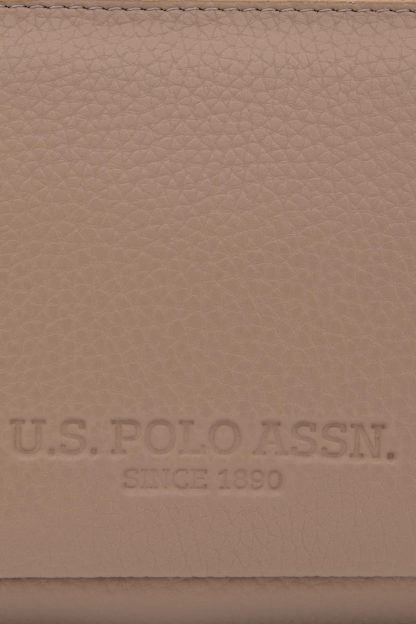 U.S. POLO ASSN.
SINCE 1890